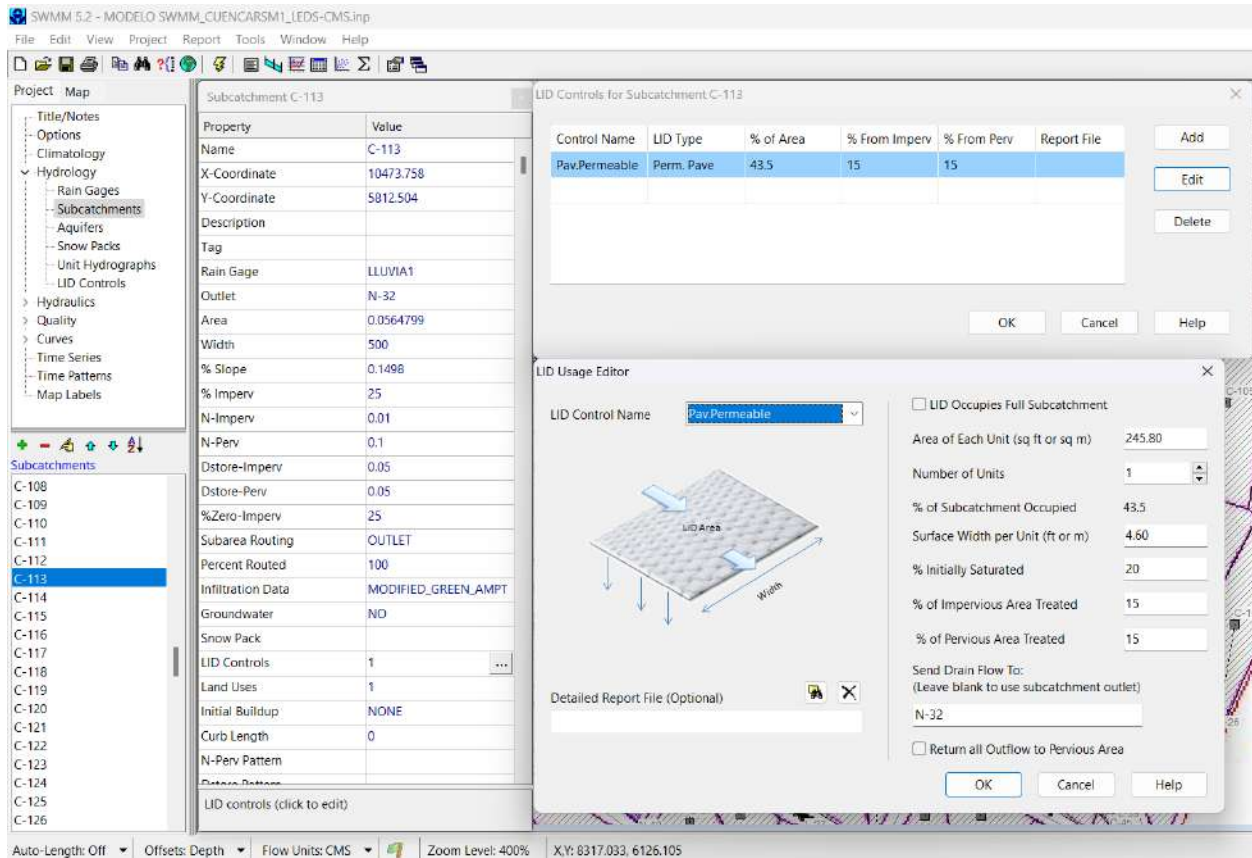 SWMM 5.2 - MODELO SWMM_CUENCARSM1_LEDS-CMS.inp
File Edit View Project Report Tools Window Help
Project Map
Title/Notes
Options
Climatology
Hydrology
Rain Gages
Subcatchments
Aquifers
Snow Packs
Unit Hydrographs
LID Controls
Hydraulics
Quality
Curves
Time Series
Time Patterns
Map Labels
Subcatchments
C-108
C-109
C-110
C-111
C-112
C-113
C-114
C-115
C-116
C-117
C-118
C-119
C-120
C-121
C-122
C-123
C-124
C-125
C-126
Subcatchment C-113
Property Value
Name C-113
X-Coordinate 10473.758
Y-Coordinate 5812.504
Description
Tag
Rain Gage LLUVIA1
Outlet N-32
Area 0.0564799
Width 500
% Slope 0.1498
% Imperv 25
N-Imperv 0.01
N-Perv 0.1
Dstore-Imperv 0.05
Dstore-Perv 0.05
%Zero-Imperv 25
Subarea Routing OUTLET
Percent Routed 100
Infiltration Data MODIFIED_GREEN_AMPT
Groundwater NO
Snow Pack
LID Controls 1 ...
Land Uses 1
Initial Buildup NONE
Curb Length 0
N-Perv Pattern
Dstore Pattern
LID controls (click to edit)
LID Controls for Subcatchment C-113
Control Name LID Type % of Area % From Imperv % From Perv Report File
Pav.Permeable Perm. Pave 43.5 15 15
Add
Edit
Delete
OK Cancel Help
LID Usage Editor
LID Control Name Pav.Permeable
LID Area
Width
Detailed Report File (Optional)
LID Occupies Full Subcatchment
Area of Each Unit (sq ft or sq m) 245.80
Number of Units 1
% of Subcatchment Occupied 43.5
Surface Width per Unit (ft or m) 4.60
% Initially Saturated 20
% of Impervious Area Treated 15
% of Pervious Area Treated 15
Send Drain Flow To:
(Leave blank to use subcatchment outlet)
N-32
Return all Outflow to Pervious Area
OK Cancel Help
Auto-Length: Off Offsets: Depth Flow Units: CMS Zoom Level: 400% X,Y: 8317.033, 6126.105